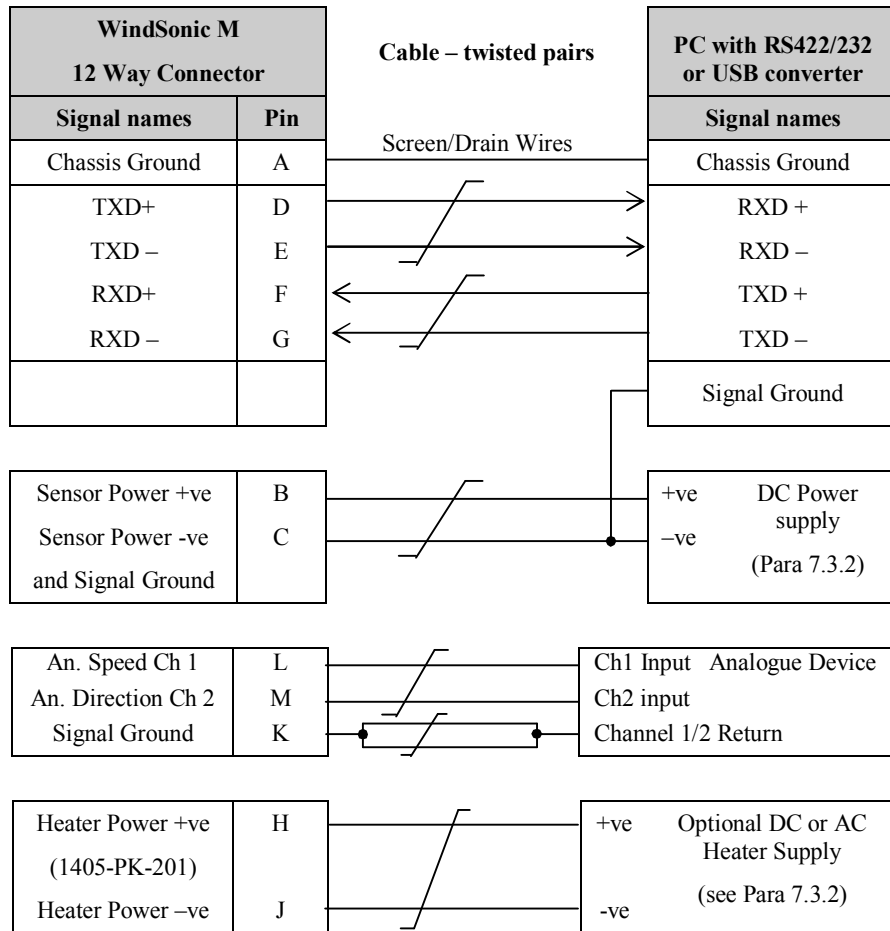 WindSonic M
12 Way Connector
Cable – twisted pairs
PC with RS422/232
or USB converter
Signal names Pin
Signal names
Chassis Ground A
Screen/Drain Wires
Chassis Ground
TXD+ D
RXD +
TXD – E
RXD –
RXD+ F
TXD +
RXD – G
TXD –
Signal Ground
Sensor Power +ve B
+ve DC Power
supply
Sensor Power -ve C
–ve
and Signal Ground
(Para 7.3.2)
An. Speed Ch 1 L
Ch1 Input Analogue Device
An. Direction Ch 2 M
Ch2 input
Signal Ground K
Channel 1/2 Return
Heater Power +ve H
+ve Optional DC or AC
Heater Supply
(1405-PK-201)
(see Para 7.3.2)
Heater Power –ve J
-ve